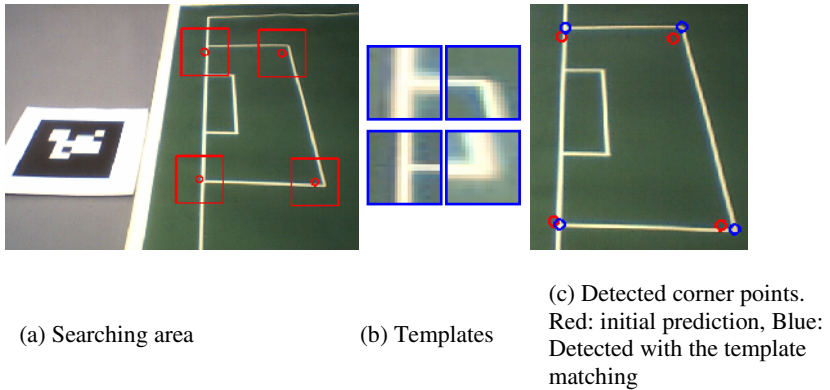 (a) Searching area
(b) Templates
(c) Detected corner points.
Red: initial prediction, Blue:
Detected with the template
matching